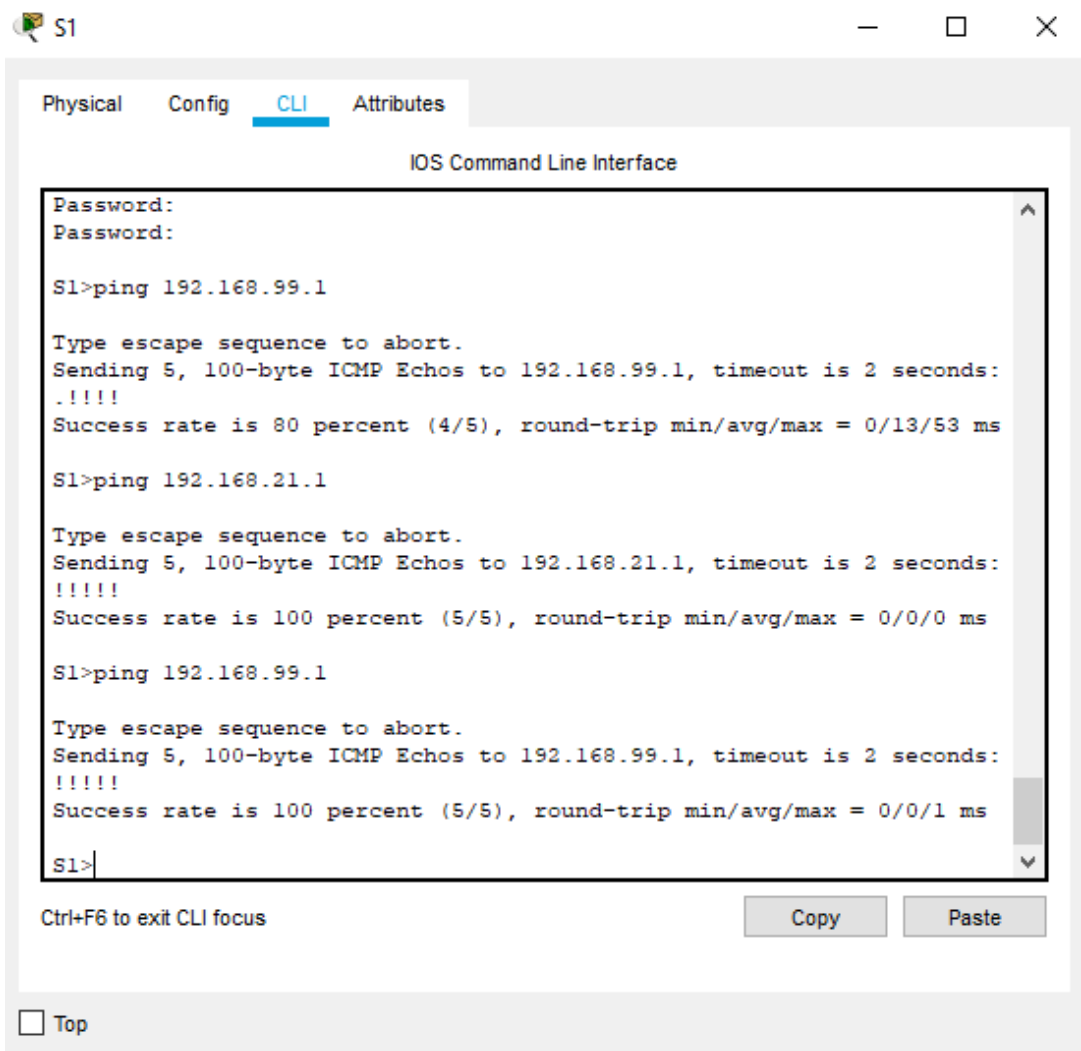 S1
Physical Config CLI Attributes
IOS Command Line Interface
Password:
Password:
S1>ping 192.168.99.1
Type escape sequence to abort.
Sending 5, 100-byte ICMP Echos to 192.168.99.1, timeout is 2 seconds:
.!!!!
Success rate is 80 percent (4/5), round-trip min/avg/max = 0/13/53 ms
S1>ping 192.168.21.1
Type escape sequence to abort.
Sending 5, 100-byte ICMP Echos to 192.168.21.1, timeout is 2 seconds:
!!!!!
Success rate is 100 percent (5/5), round-trip min/avg/max = 0/0/0 ms
S1>ping 192.168.99.1
Type escape sequence to abort.
Sending 5, 100-byte ICMP Echos to 192.168.99.1, timeout is 2 seconds:
!!!!!
Success rate is 100 percent (5/5), round-trip min/avg/max = 0/0/1 ms
S1>
Ctrl+F6 to exit CLI focus
Copy Paste
Top